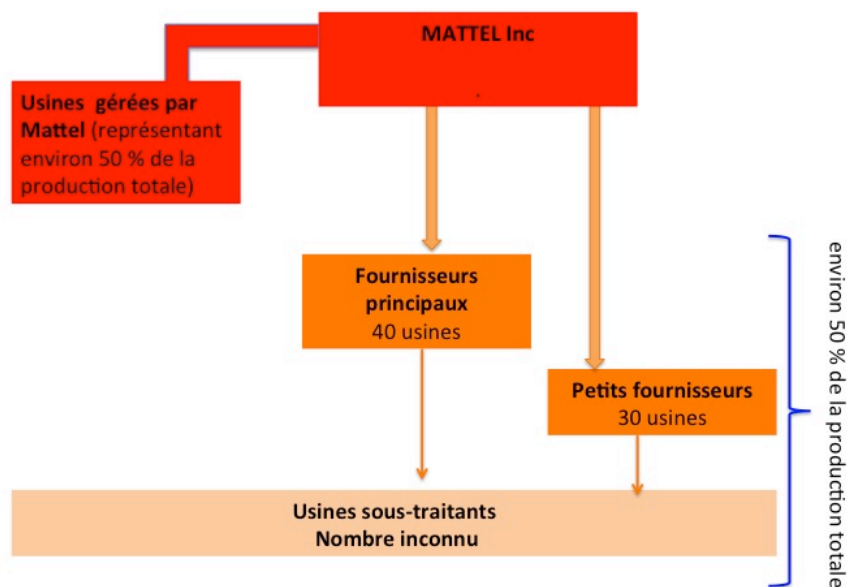 MATTEL Inc
.
Usines gérées par
Mattel (représentant
environ 50 % de la
production totale)
Fournisseurs
principaux
40 usines
Petits fournisseurs
30 usines
Usines sous-traitants
Nombre inconnu
environ 50 % de la production totale